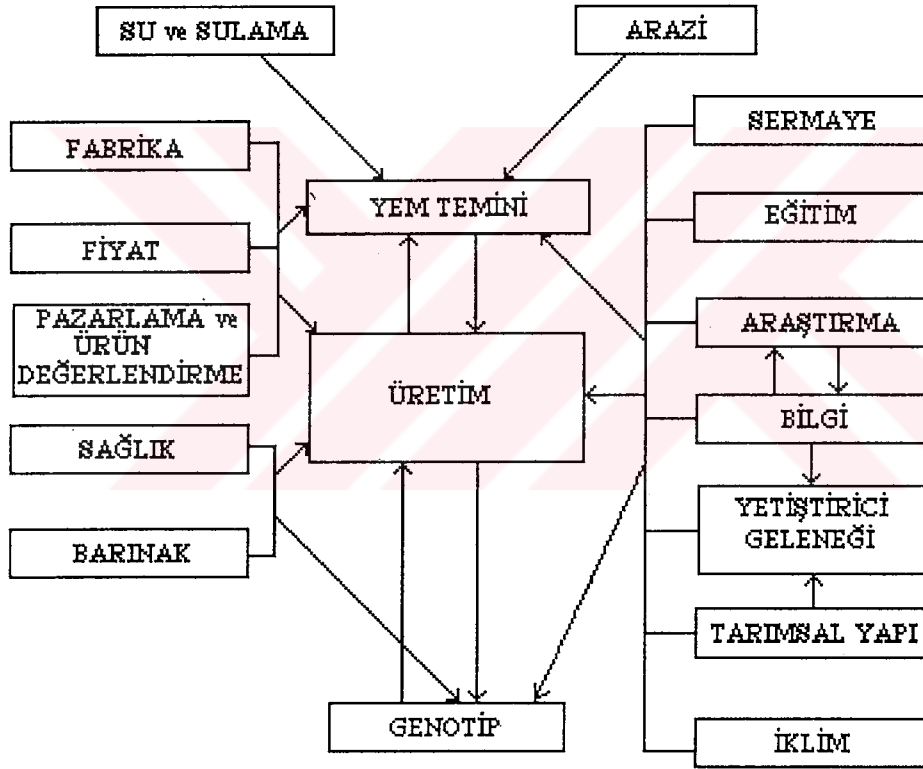 SU ve SULAMA
ARAZİ
FABRİKA
FİYAT
PAZARLAMA ve
ÜRÜN
DEĞERLENDİRME
SAĞLIK
BARINAK
YEM TEMİNİ
ÜRETİM
GENOTİP
SERMAYE
EĞİTİM
ARAŞTIRMA
BİLGİ
YETİŞTİRİCİ
GELENEĞİ
TARIMSAL YAPI
İKLİM